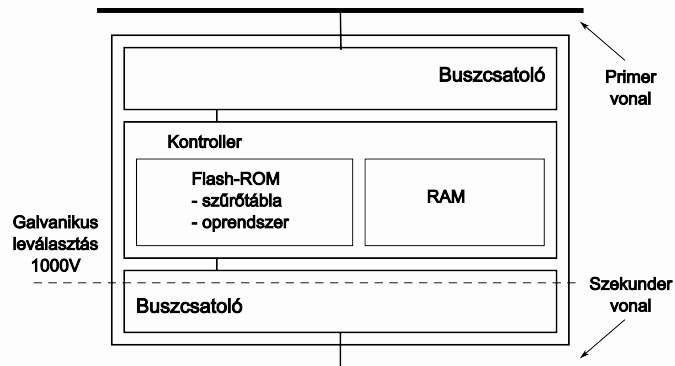 Buszcsatoló
Primer
vonal
Kontroller
Flash-ROM
- szűrőtábla
- oprendszer
RAM
Galvanikus
leválasztás
1000V
Buszcsatoló
Szekunder
vonal